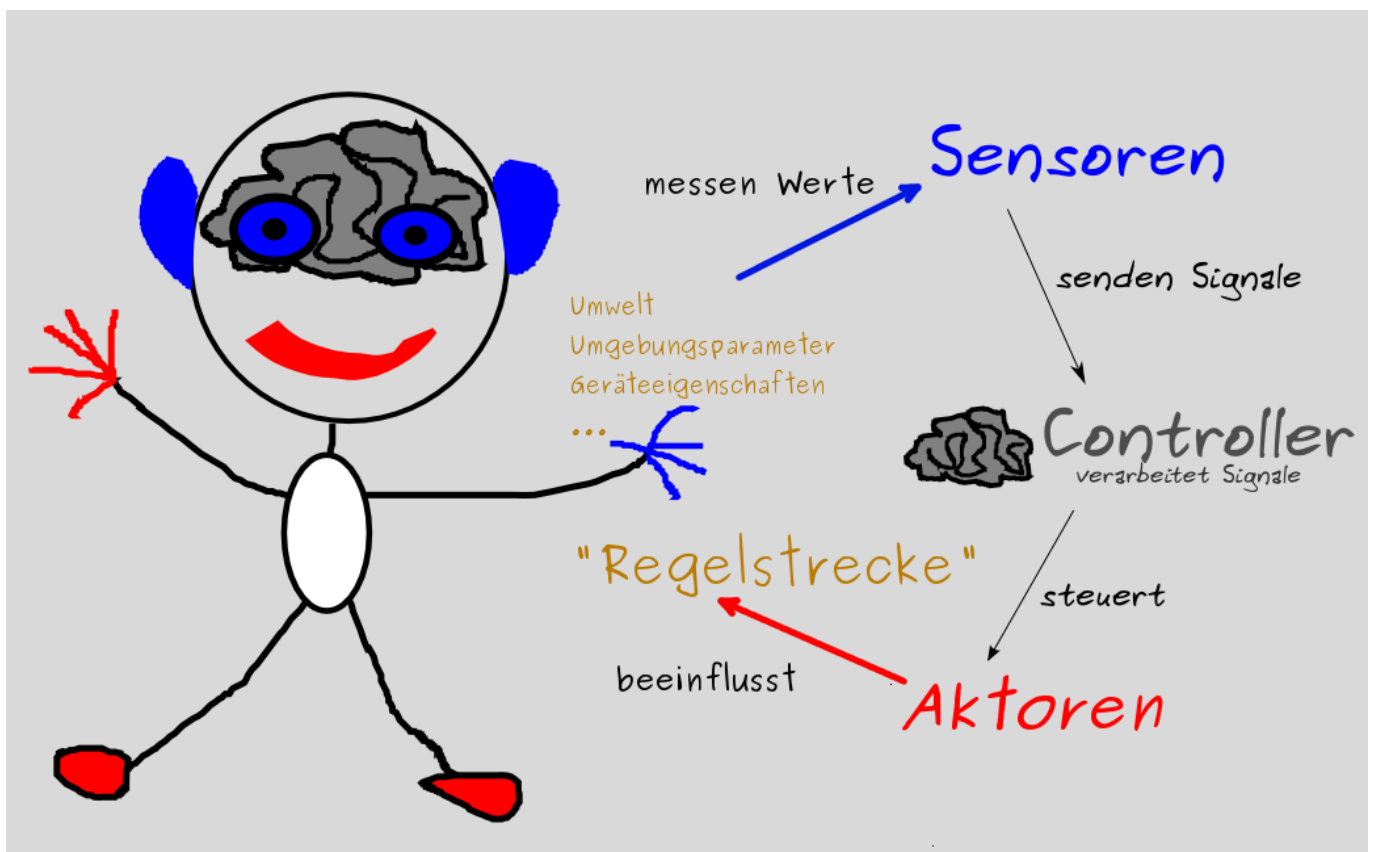 Sensoren
messen Werte
senden Signale
Umwelt
Umgebungsparameter
Geräteeigenschaften
...
Controller
verarbeitet Signale
"Regelstrecke"
steuert
beeinflusst
Aktoren